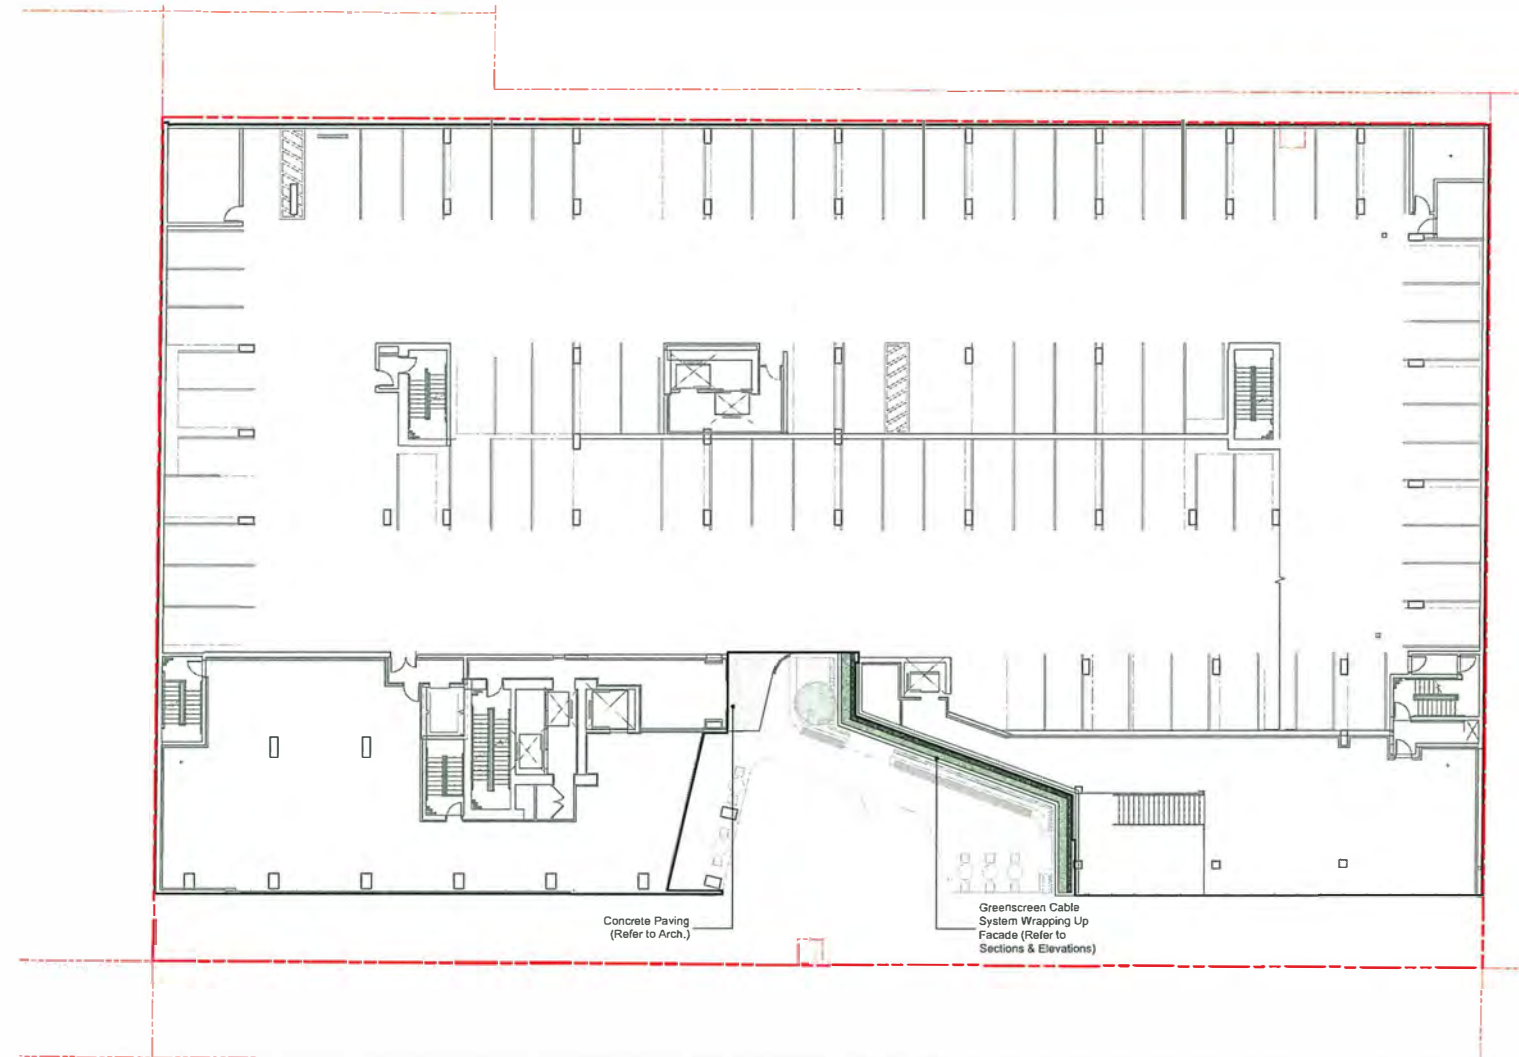 Concrete Paving
(Refer to Arch.)
Greenscreen Cable
System Wrapping Up
Facade (Refer to
Sections & Elevations)